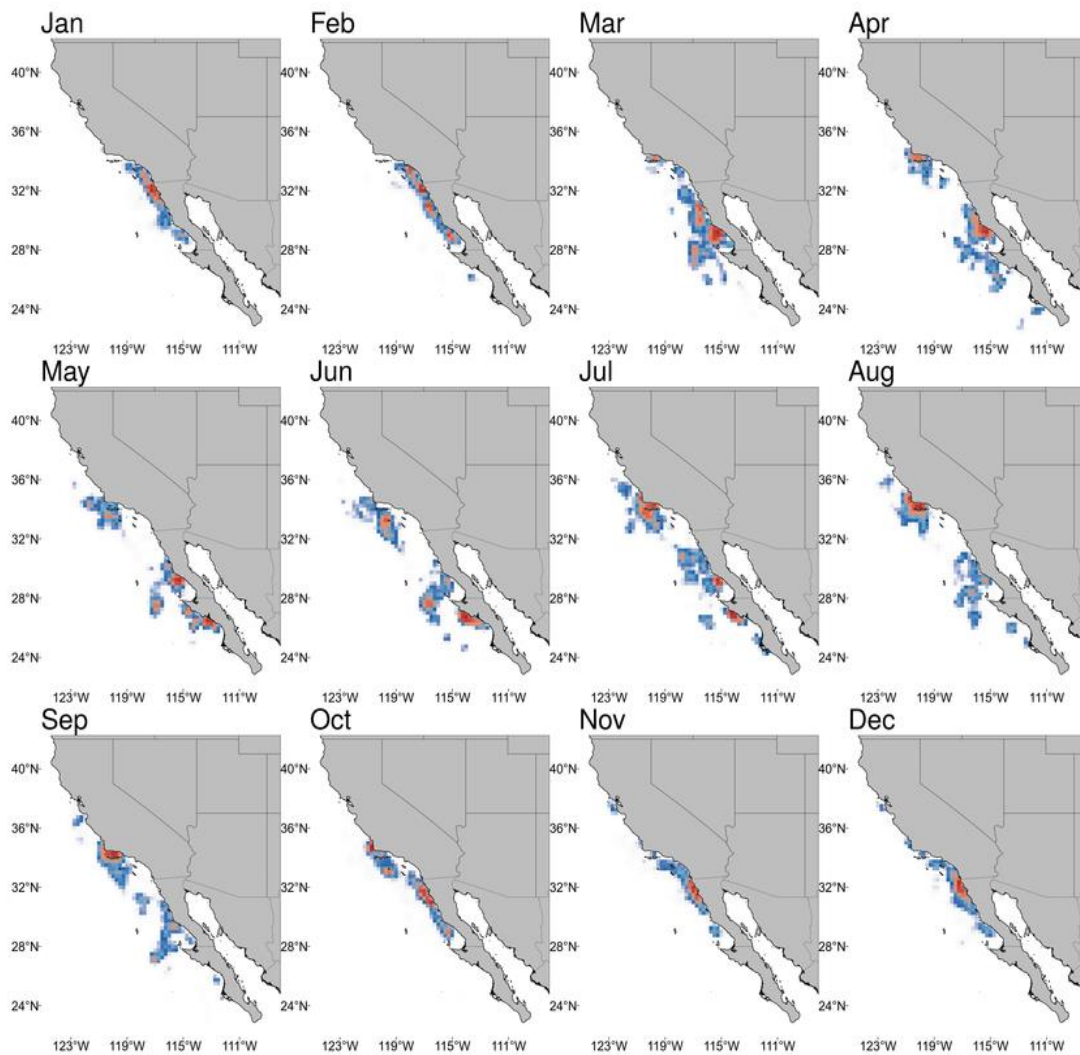 Jan Feb Mar Apr
40°N 40°N 40°N 40°N
36°N 36°N 36°N 36°N
32°N 32°N 32°N 32°N
28°N 28°N 28°N 28°N
24°N 24°N 24°N 24°N
123°W 119°W 115°W 111°W 123°W 119°W 115°W 111°W 123°W 119°W 115°W 111°W 123°W 119°W 115°W 111°W
May Jun Jul Aug
40°N 40°N 40°N 40°N
36°N 36°N 36°N 36°N
32°N 32°N 32°N 32°N
28°N 28°N 28°N 28°N
24°N 24°N 24°N 24°N
123°W 119°W 115°W 111°W 123°W 119°W 115°W 111°W 123°W 119°W 115°W 111°W 123°W 119°W 115°W 111°W
Sep Oct Nov Dec
40°N 40°N 40°N 40°N
36°N 36°N 36°N 36°N
32°N 32°N 32°N 32°N
28°N 28°N 28°N 28°N
24°N 24°N 24°N 24°N
123°W 119°W 115°W 111°W 123°W 119°W 115°W 111°W 123°W 119°W 115°W 111°W 123°W 119°W 115°W 111°W